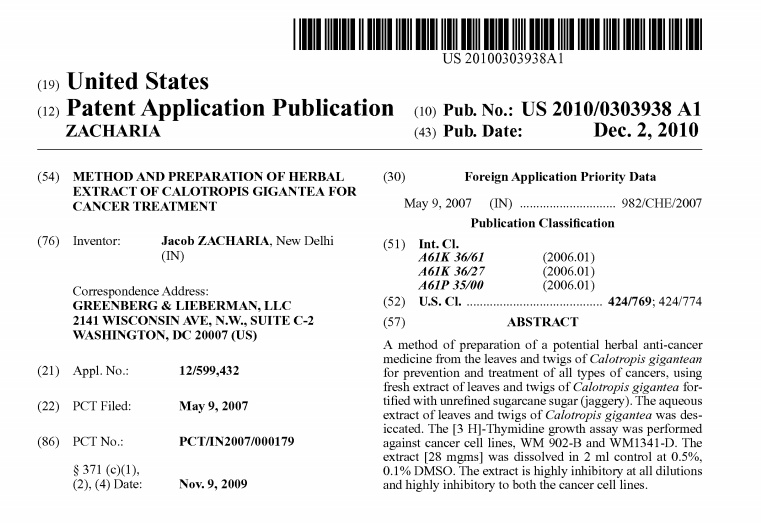 US 20100303938A1
(19) United States
(12) Patent Application Publication
ZACHARIA
(10) Pub. No.: US 2010/0303938 A1
(43) Pub. Date: Dec. 2, 2010
(54) METHOD AND PREPARATION OF HERBAL
EXTRACT OF CALOTROPIS GIGANTEA FOR
CANCER TREATMENT
(76) Inventor: Jacob ZACHARIA, New Delhi
(IN)
Correspondence Address:
GREENBERG & LIEBERMAN, LLC
2141 WISCONSIN AVE, N.W., SUITE C-2
WASHINGTON, DC 20007 (US)
(21) Appl. No.: 12/599,432
(22) PCT Filed: May 9, 2007
(86) PCT No.: PCT/IN2007/000179
§ 371 (c)(1),
(2), (4) Date: Nov. 9, 2009
(30) Foreign Application Priority Data
May 9, 2007 (IN) ............................. 982/CHE/2007
Publication Classification
(51) Int. Cl.
A61K 36/61 (2006.01)
A61K 36/27 (2006.01)
A61P 35/00 (2006.01)
(52) U.S. Cl. ......................................... 424/769; 424/774
(57) ABSTRACT
A method of preparation of a potential herbal anti-cancer
medicine from the leaves and twigs of Calotropis gigantean
for prevention and treatment of all types of cancers, using
fresh extract of leaves and twigs of Calotropis gigantea for-
tified with unrefined sugarcane sugar (jaggery). The aqueous
extract of leaves and twigs of Calotropis gigantea was des-
iccated. The [3 H]-Thymidine growth assay was performed
against cancer cell lines, WM 902-B and WM1341-D. The
extract [28 mgms] was dissolved in 2 ml control at 0.5%,
0.1% DMSO. The extract is highly inhibitory at all dilutions
and highly inhibitory to both the cancer cell lines.